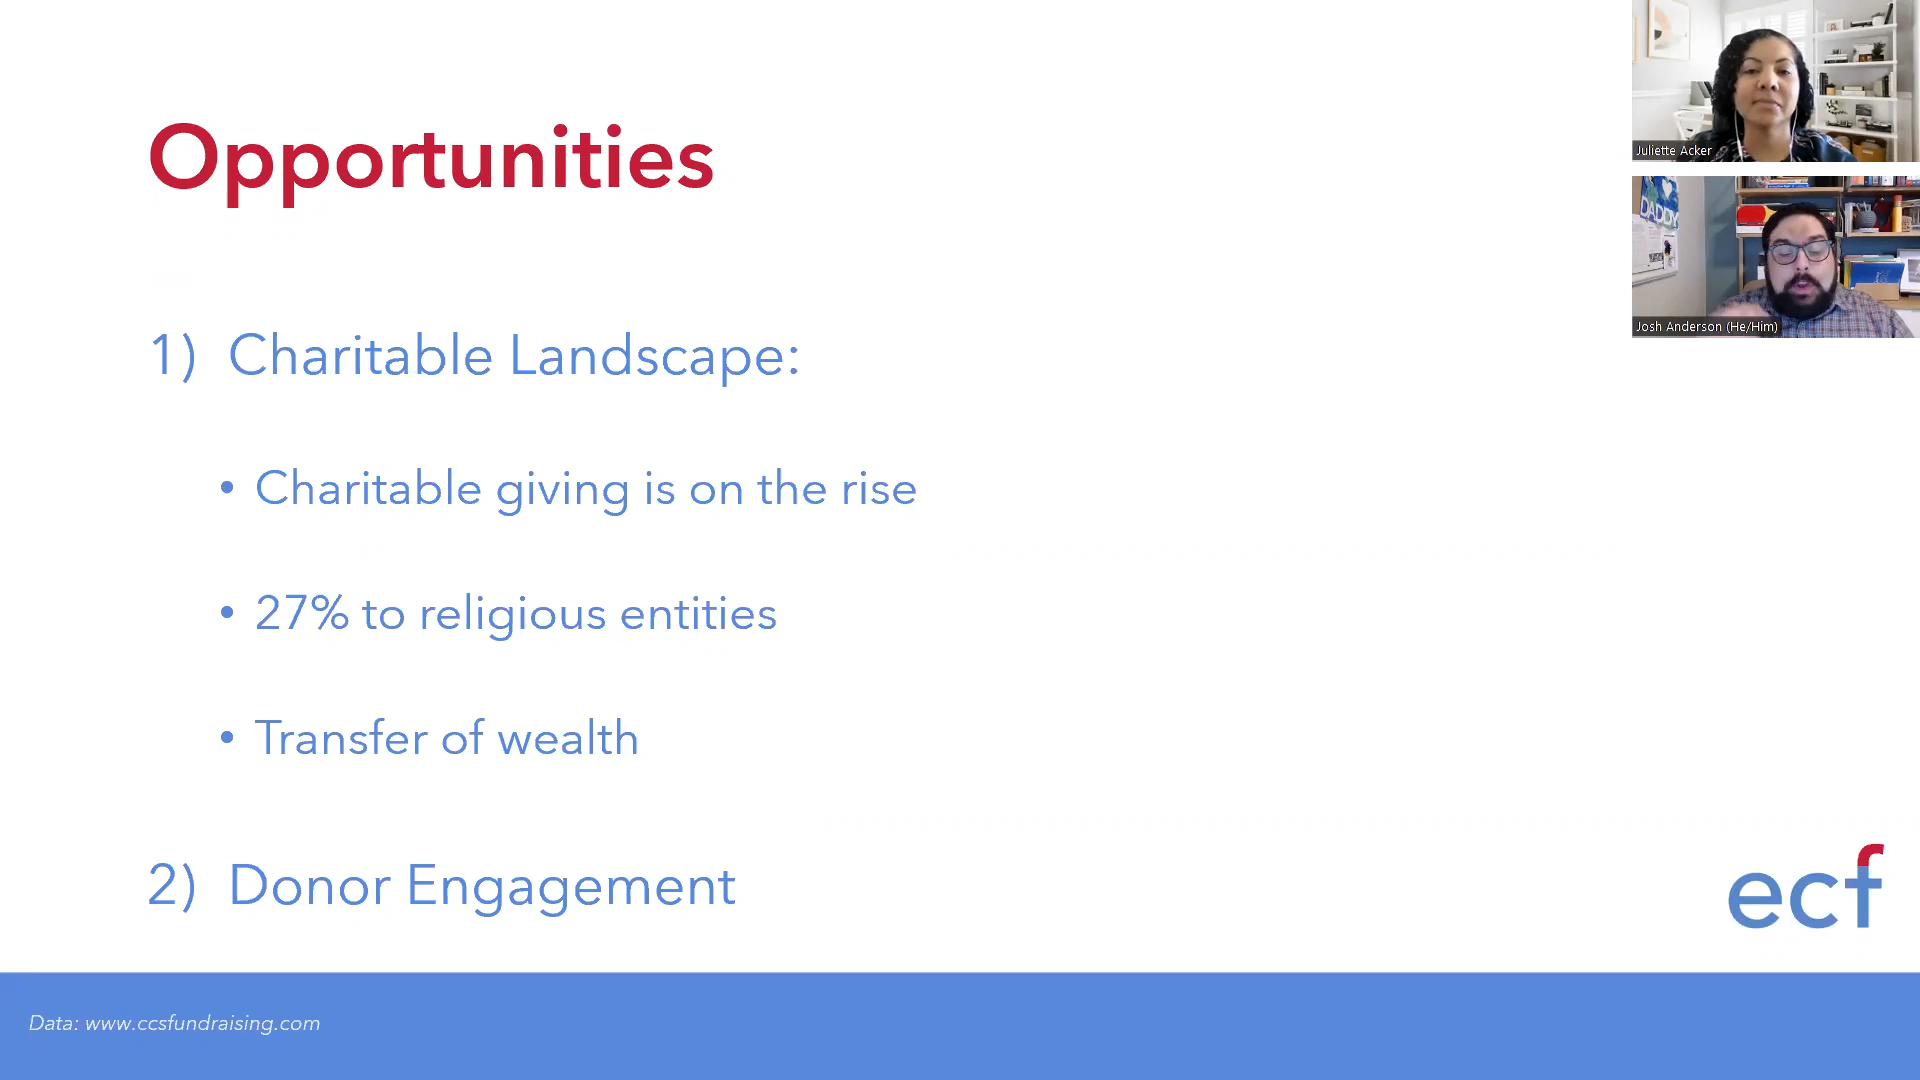 Opportunities
1) Charitable Landscape:
• Charitable giving is on the rise
• 27% to religious entities
• Transfer of wealth
2) Donor Engagement
ecf
Data: www.ccsfundraising.com
Juliette Acker
DADDY
Josh Anderson (He/Him)